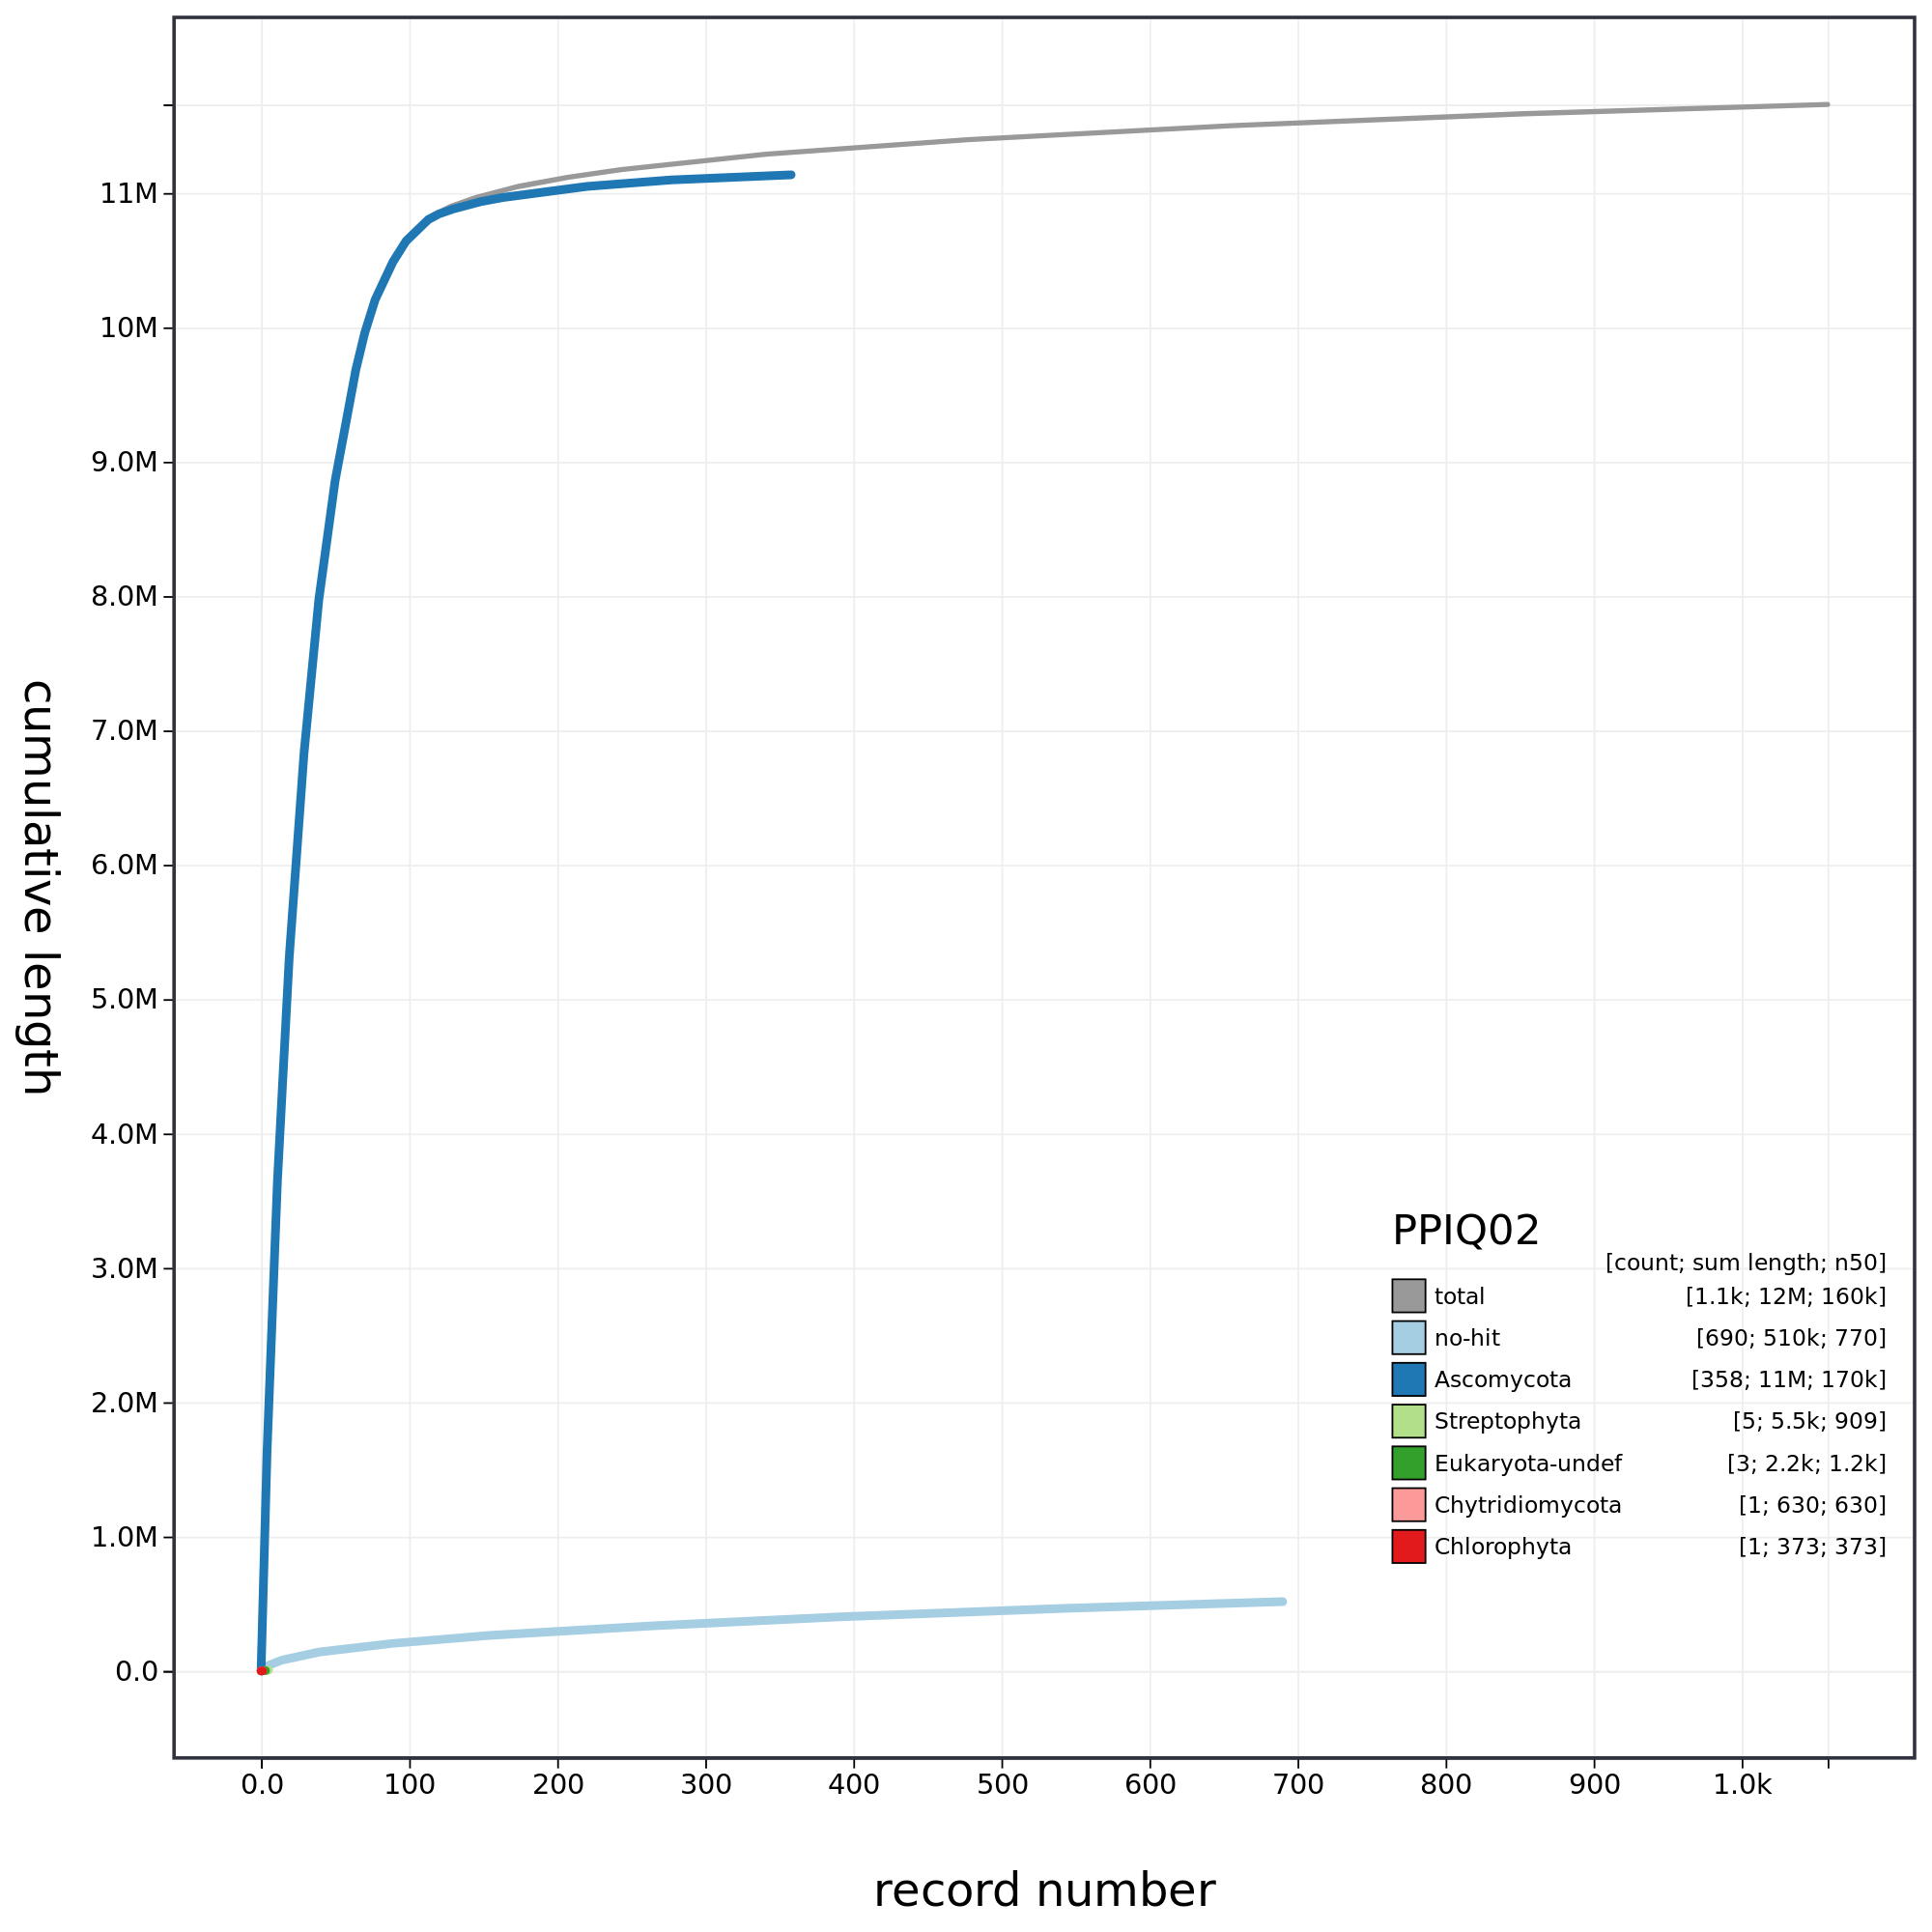 11M
10M
9.0M
8.0M
7.0M
6.0M
5.0M
4.0M
3.0M
2.0M
1.0M
0.0
cumulative length
PPIQ02
[count; sum length; n50]
total [1.1k; 12M; 160k]
no-hit [690; 510k; 770]
Ascomycota [358; 11M; 170k]
Streptophyta [5; 5.5k; 909]
Eukaryota-undef [3; 2.2k; 1.2k]
Chytridiomycota [1; 630; 630]
Chlorophyta [1; 373; 373]
0.0 100 200 300 400 500 600 700 800 900 1.0k
record number